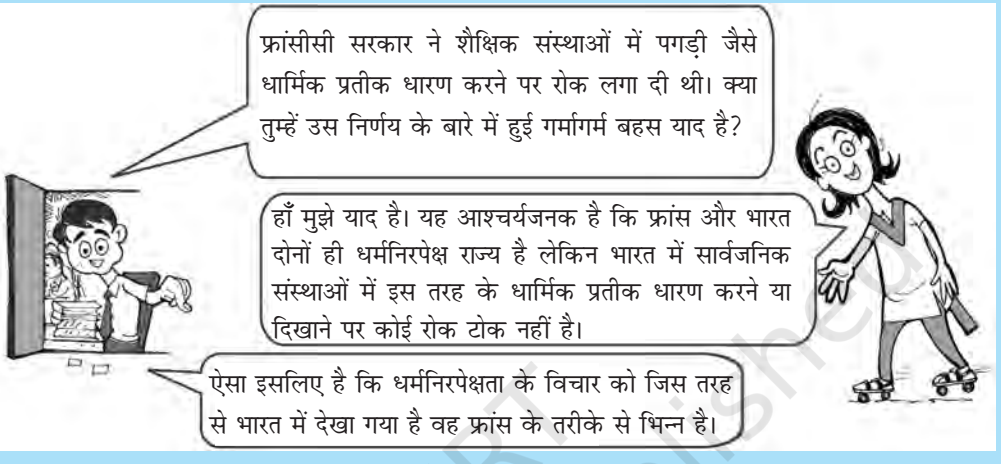 फ्रांसीसी सरकार ने शैक्षिक संस्थाओं में पगड़ी जैसे
धार्मिक प्रतीक धारण करने पर रोक लगा दी थी। क्या
तुम्हें उस निर्णय के बारे में हुई गर्मागर्म बहस याद है?
हाँ मुझे याद है। यह आश्चर्यजनक है कि फ्रांस और भारत
दोनों ही धर्मनिरपेक्ष राज्य है लेकिन भारत में सार्वजनिक
संस्थाओं में इस तरह के धार्मिक प्रतीक धारण करने या
दिखाने पर कोई रोक टोक नहीं है।
ऐसा इसलिए है कि धर्मनिरपेक्षता के विचार को जिस तरह
से भारत में देखा गया है वह फ्रांस के तरीके से भिन्न है।